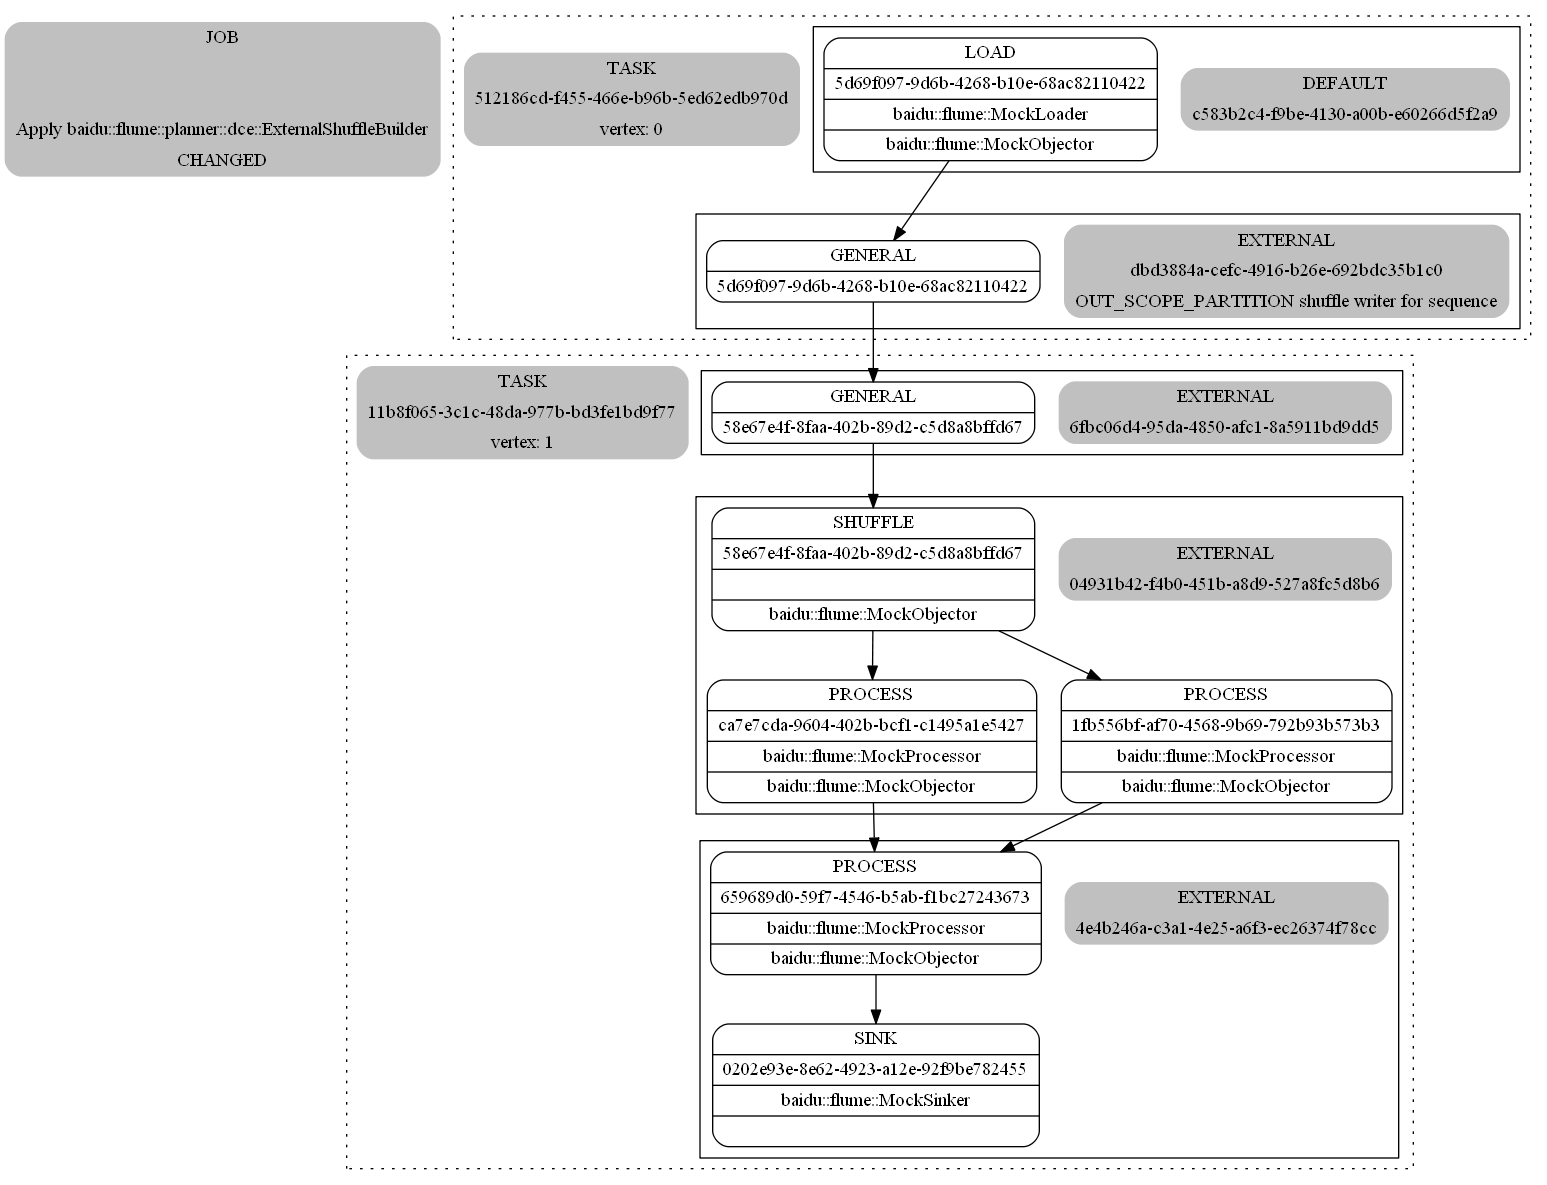 JOB
Apply baidu::flume::planner::dce::ExternalShuffleBuilder
CHANGED
TASK
512186cd-f455-466e-b96b-5ed62edb970d
vertex: 0
LOAD
5d69f097-9d6b-4268-b10e-68ac82110422
baidu::flume::MockLoader
baidu::flume::MockObjector
DEFAULT
c583b2c4-f9be-4130-a00b-e60266d5f2a9
GENERAL
5d69f097-9d6b-4268-b10e-68ac82110422
EXTERNAL
dbd3884a-cefc-4916-b26e-692bdc35b1c0
OUT_SCOPE_PARTITION shuffle writer for sequence
TASK
11b8f065-3c1c-48da-977b-bd3fe1bd9f77
vertex: 1
GENERAL
58e67e4f-8faa-402b-89d2-c5d8a8bffd67
EXTERNAL
6fbc06d4-95da-4850-afc1-8a5911bd9dd5
SHUFFLE
58e67e4f-8faa-402b-89d2-c5d8a8bffd67
baidu::flume::MockObjector
EXTERNAL
04931b42-f4b0-451b-a8d9-527a8fc5d8b6
PROCESS
ca7e7cda-9604-402b-bcf1-c1495a1e5427
baidu::flume::MockProcessor
baidu::flume::MockObjector
PROCESS
1fb556bf-af70-4568-9b69-792b93b573b3
baidu::flume::MockProcessor
baidu::flume::MockObjector
PROCESS
659689d0-59f7-4546-b5ab-f1bc27243673
baidu::flume::MockProcessor
baidu::flume::MockObjector
EXTERNAL
4e4b246a-c3a1-4e25-a6f3-ec26374f78cc
SINK
0202e93e-8e62-4923-a12e-92f9be782455
baidu::flume::MockSinker